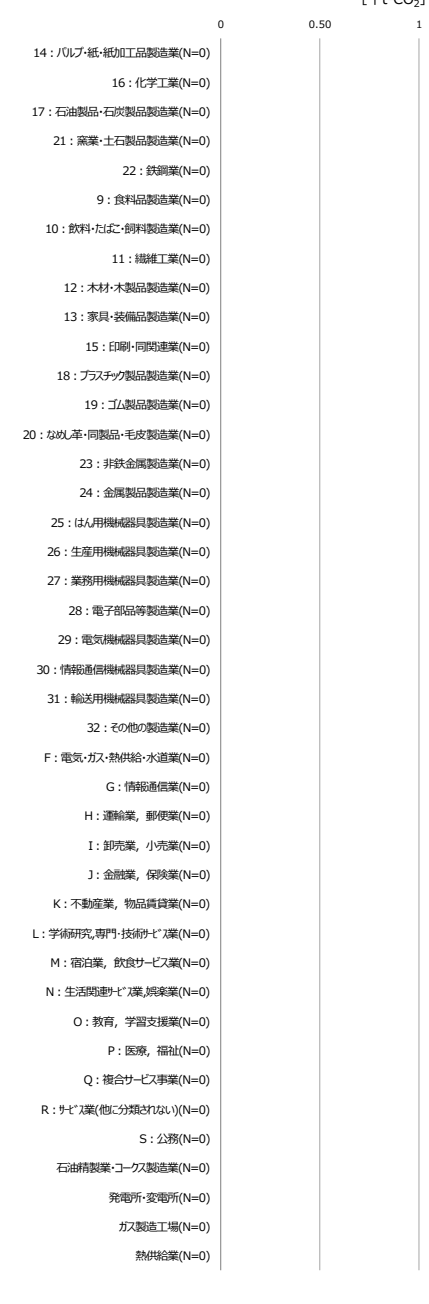 [千t-CO₂]
0 0.50 1
14：パルプ・紙・紙加工品製造業(N=0)
16：化学工業(N=0)
17：石油製品・石炭製品製造業(N=0)
21：窯業・土石製品製造業(N=0)
22：鉄鋼業(N=0)
9：食料品製造業(N=0)
10：飲料・たばこ・飼料製造業(N=0)
11：繊維工業(N=0)
12：木材・木製品製造業(N=0)
13：家具・装備品製造業(N=0)
15：印刷・同関連業(N=0)
18：プラスチック製品製造業(N=0)
19：ゴム製品製造業(N=0)
20：なめし革・同製品・毛皮製造業(N=0)
23：非鉄金属製造業(N=0)
24：金属製品製造業(N=0)
25：はん用機械器具製造業(N=0)
26：生産用機械器具製造業(N=0)
27：業務用機械器具製造業(N=0)
28：電子部品等製造業(N=0)
29：電気機械器具製造業(N=0)
30：情報通信機械器具製造業(N=0)
31：輸送用機械器具製造業(N=0)
32：その他の製造業(N=0)
F：電気・ガス・熱供給・水道業(N=0)
G：情報通信業(N=0)
H：運輸業，郵便業(N=0)
I：卸売業，小売業(N=0)
J：金融業，保険業(N=0)
K：不動産業，物品賃貸業(N=0)
L：学術研究,専門・技術ｻｰﾋﾞｽ業(N=0)
M：宿泊業，飲食サービス業(N=0)
N：生活関連ｻｰﾋﾞｽ業,娯楽業(N=0)
O：教育，学習支援業(N=0)
P：医療，福祉(N=0)
Q：複合サービス事業(N=0)
R：ｻｰﾋﾞｽ業(他に分類されない)(N=0)
S：公務(N=0)
石油精製業・コークス製造業(N=0)
発電所・変電所(N=0)
ガス製造工場(N=0)
熱供給業(N=0)